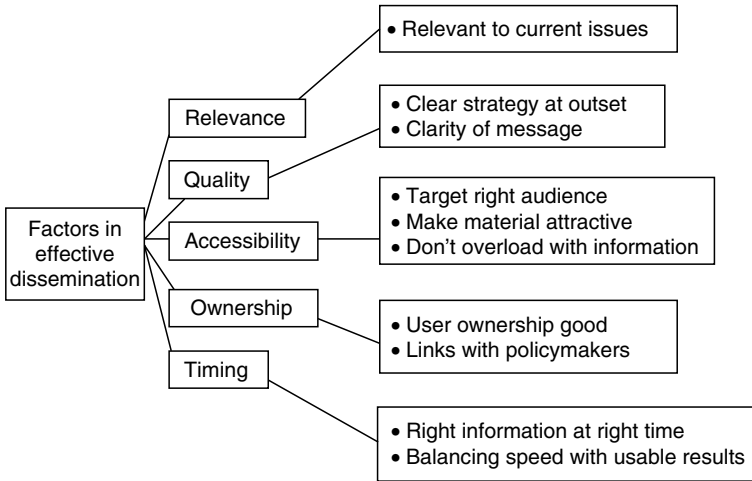 Factors in
effective
dissemination
Relevance
• Relevant to current issues
Quality
• Clear strategy at outset
• Clarity of message
Accessibility
• Target right audience
• Make material attractive
• Don't overload with information
Ownership
• User ownership good
• Links with policymakers
Timing
• Right information at right time
• Balancing speed with usable results